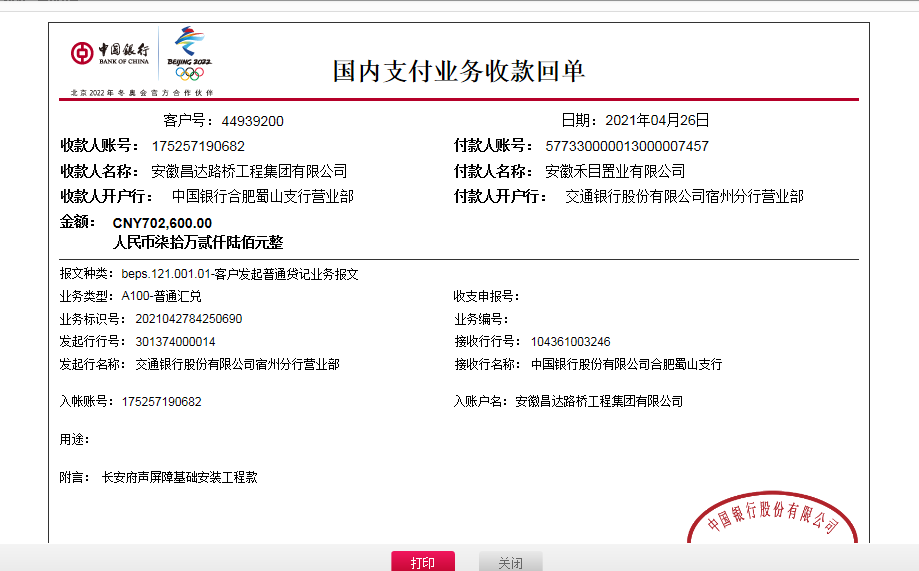 中国银行
BANK OF CHINA
BEIJING 2022
北京2022年冬奥会官方合作伙伴
国内支付业务收款回单
客户号：44939200 日期：2021年04月26日
收款人账号：175257190682 付款人账号：577330000013000007457
收款人名称：安徽昌达路桥工程集团有限公司 付款人名称：安徽禾目置业有限公司
收款人开户行：中国银行合肥蜀山支行营业部 付款人开户行：交通银行股份有限公司宿州分行营业部
金额：CNY702,600.00
人民币柒拾万贰仟陆佰元整
报文种类：beps.121.001.01-客户发起普通贷记业务报文
业务类型：A100-普通汇兑 收支申报号：
业务标识号：2021042784250690 业务编号：
发起行行号：301374000014 接收行行号：104361003246
发起行名称：交通银行股份有限公司宿州分行营业部 接收行名称：中国银行股份有限公司合肥蜀山支行
入帐账号：175257190682 入账户名：安徽昌达路桥工程集团有限公司
用途：
附言：长安府声屏障基础安装工程款
中国银行股份有限公司
打印 关闭